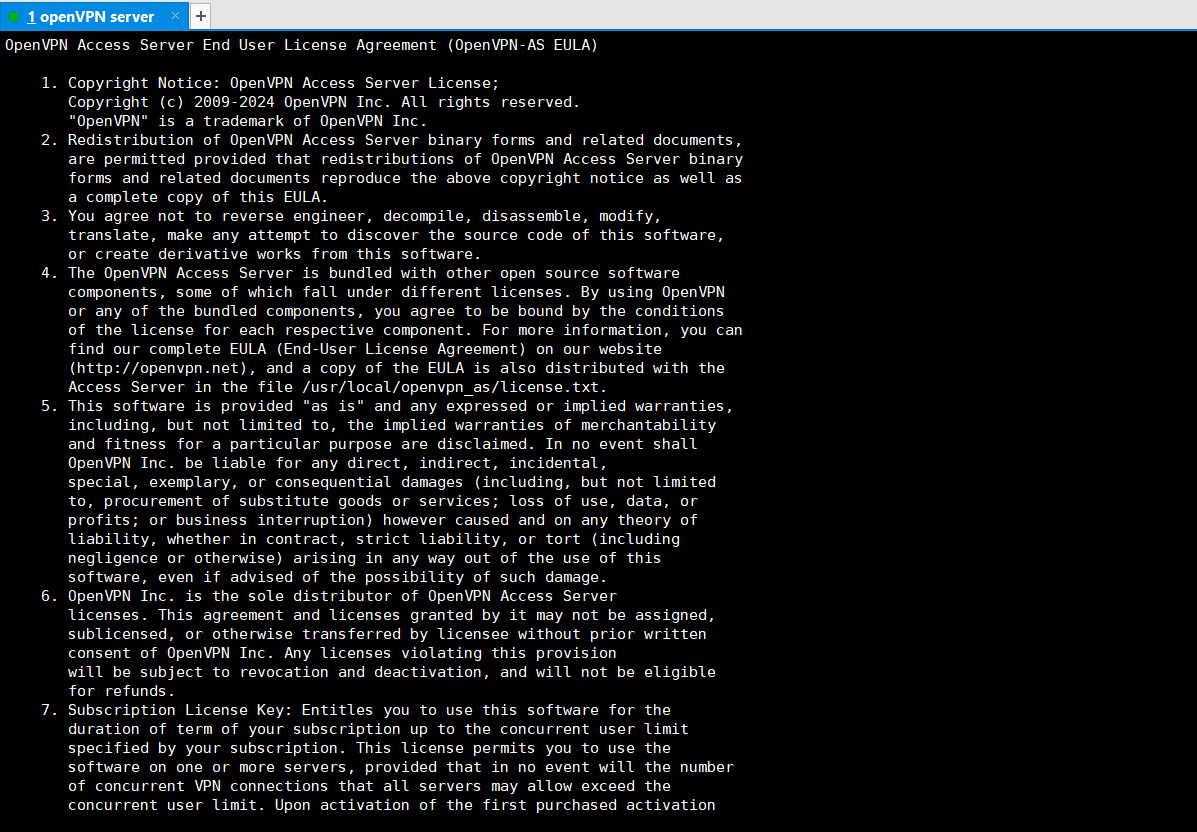 1 openVPN server × +
OpenVPN Access Server End User License Agreement (OpenVPN-AS EULA)
1. Copyright Notice: OpenVPN Access Server License;
Copyright (c) 2009-2024 OpenVPN Inc. All rights reserved.
"OpenVPN" is a trademark of OpenVPN Inc.
2. Redistribution of OpenVPN Access Server binary forms and related documents,
are permitted provided that redistributions of OpenVPN Access Server binary
forms and related documents reproduce the above copyright notice as well as
a complete copy of this EULA.
3. You agree not to reverse engineer, decompile, disassemble, modify,
translate, make any attempt to discover the source code of this software,
or create derivative works from this software.
4. The OpenVPN Access Server is bundled with other open source software
components, some of which fall under different licenses. By using OpenVPN
or any of the bundled components, you agree to be bound by the conditions
of the license for each respective component. For more information, you can
find our complete EULA (End-User License Agreement) on our website
(http://openvpn.net), and a copy of the EULA is also distributed with the
Access Server in the file /usr/local/openvpn_as/license.txt.
5. This software is provided "as is" and any expressed or implied warranties,
including, but not limited to, the implied warranties of merchantability
and fitness for a particular purpose are disclaimed. In no event shall
OpenVPN Inc. be liable for any direct, indirect, incidental,
special, exemplary, or consequential damages (including, but not limited
to, procurement of substitute goods or services; loss of use, data, or
profits; or business interruption) however caused and on any theory of
liability, whether in contract, strict liability, or tort (including
negligence or otherwise) arising in any way out of the use of this
software, even if advised of the possibility of such damage.
6. OpenVPN Inc. is the sole distributor of OpenVPN Access Server
licenses. This agreement and licenses granted by it may not be assigned,
sublicensed, or otherwise transferred by licensee without prior written
consent of OpenVPN Inc. Any licenses violating this provision
will be subject to revocation and deactivation, and will not be eligible
for refunds.
7. Subscription License Key: Entitles you to use this software for the
duration of term of your subscription up to the concurrent user limit
specified by your subscription. This license permits you to use the
software on one or more servers, provided that in no event will the number
of concurrent VPN connections that all servers may allow exceed the
concurrent user limit. Upon activation of the first purchased activation